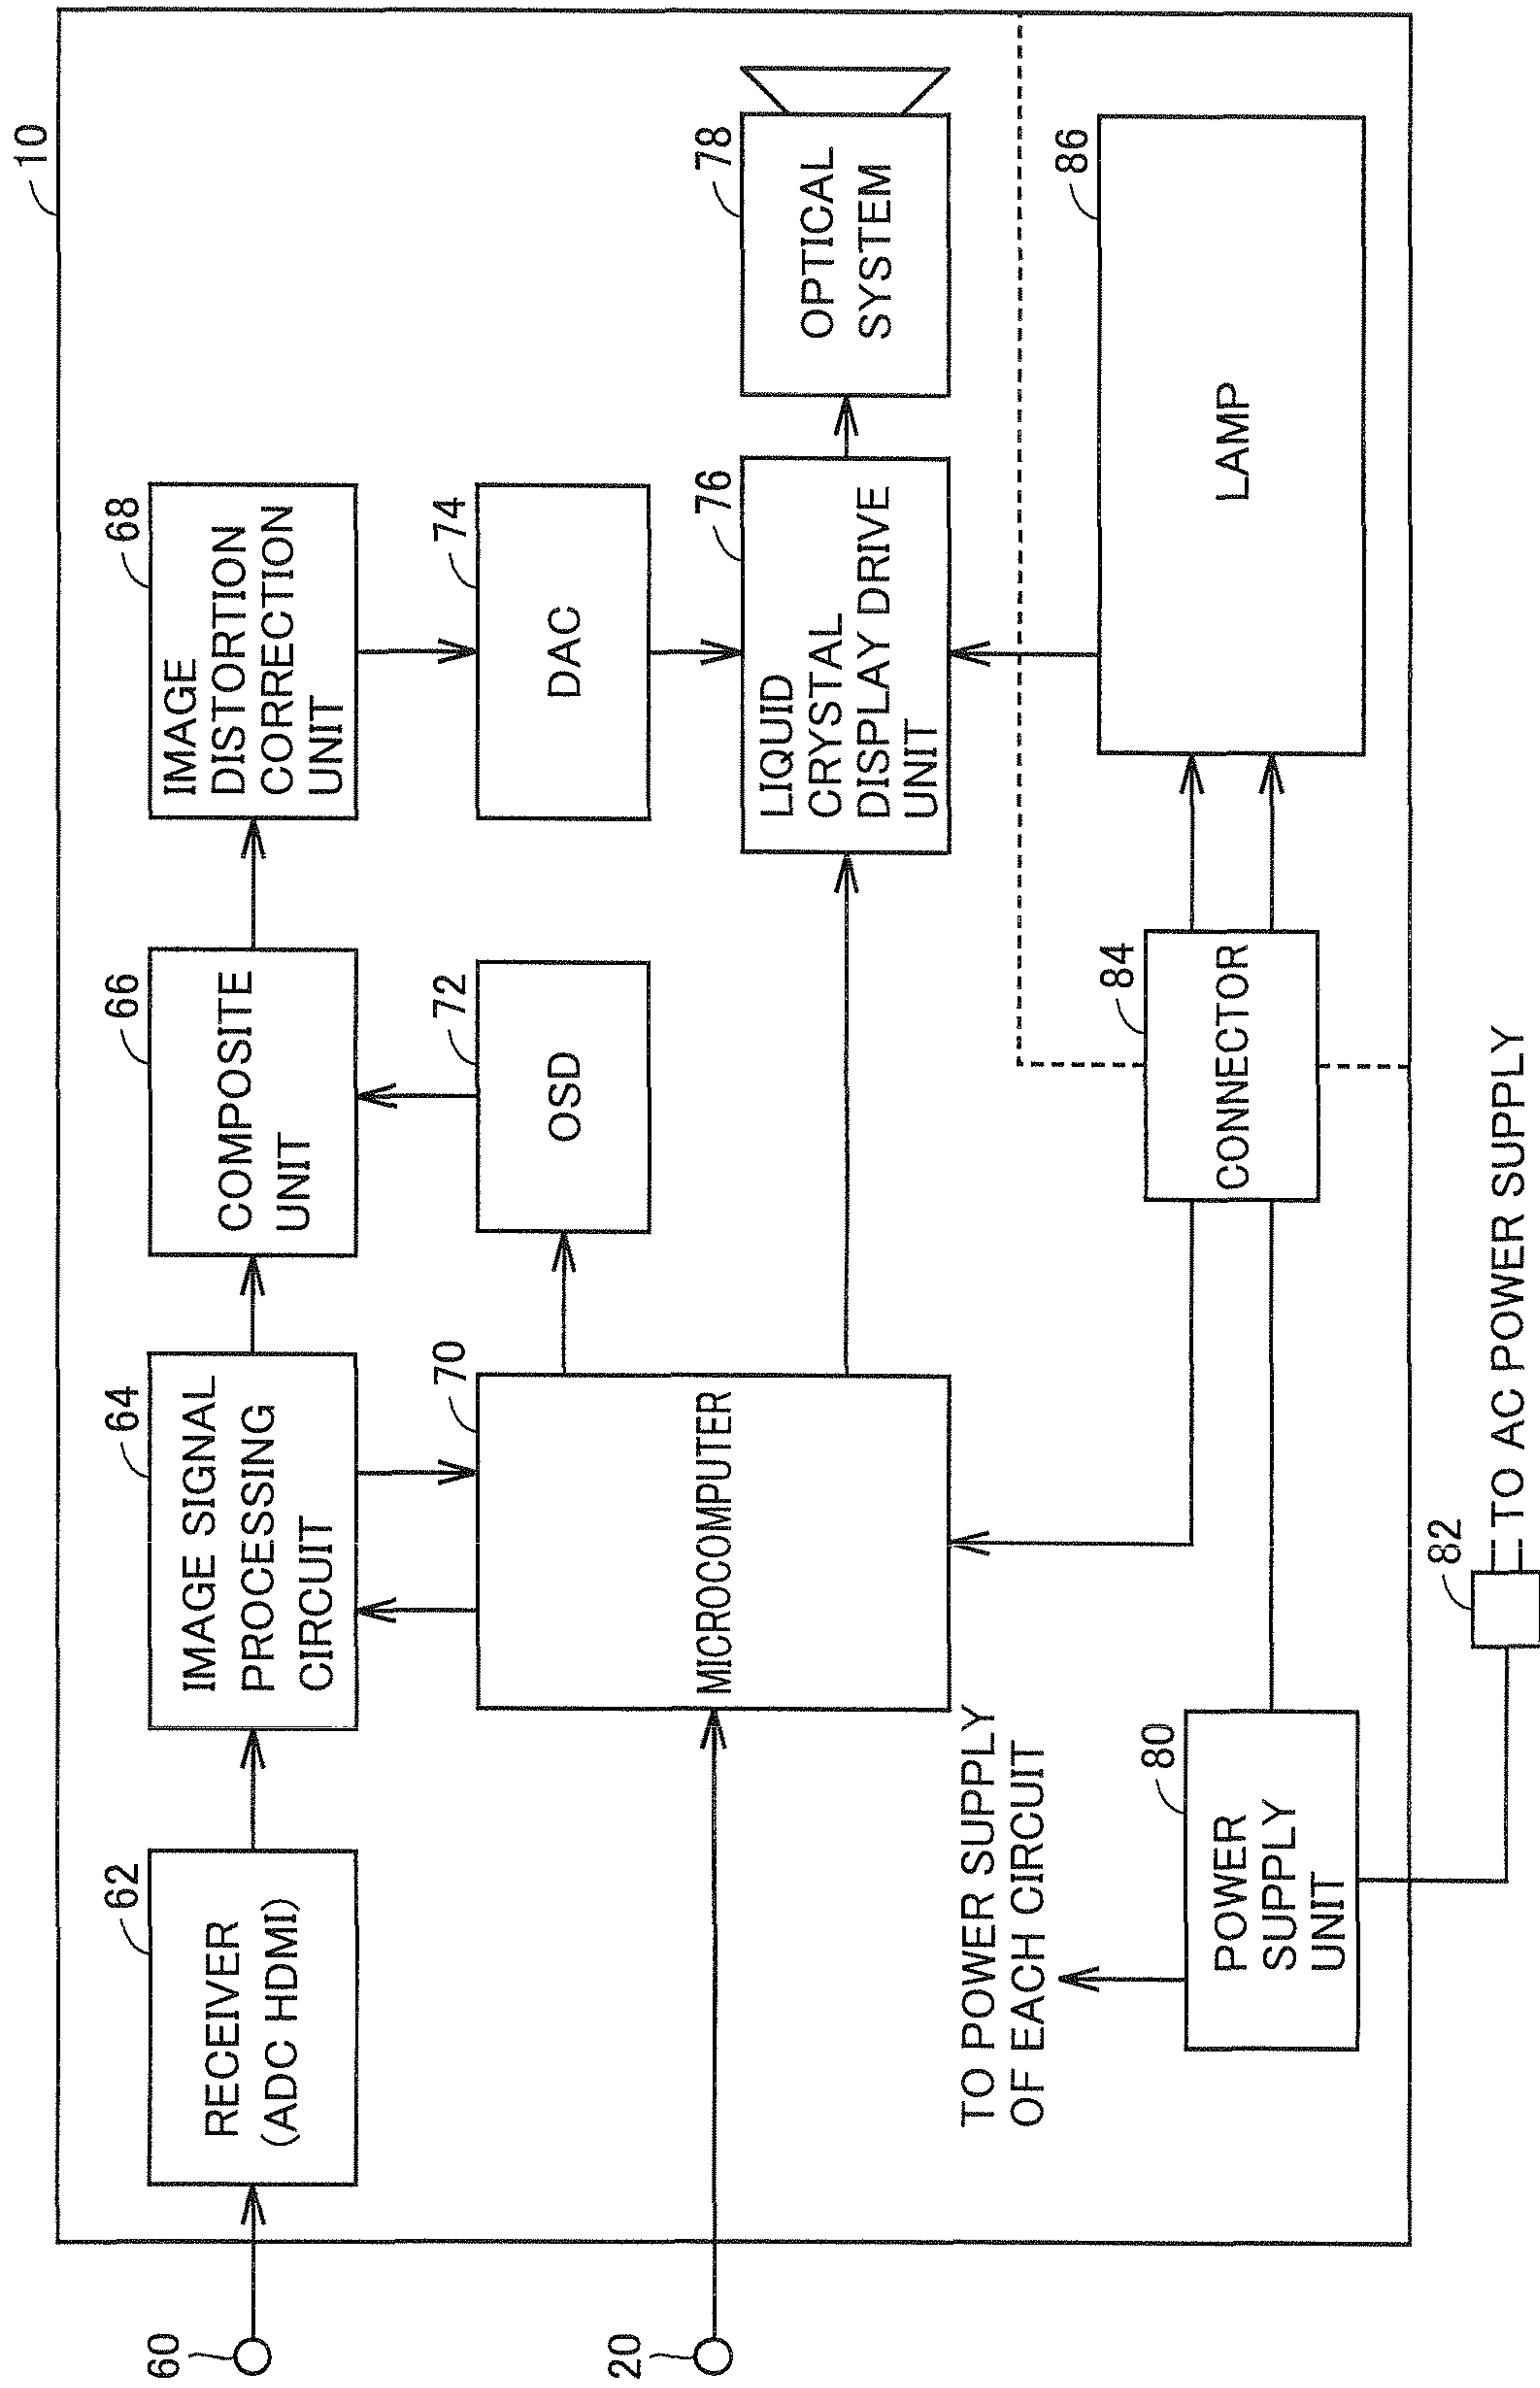 10
60
62
RECEIVER
(ADC HDMI)
64
IMAGE SIGNAL
PROCESSING
CIRCUIT
66
COMPOSITE
UNIT
68
IMAGE
DISTORTION
CORRECTION
UNIT
20
70
MICROCOMPUTER
72
OSD
74
DAC
76
LIQUID
CRYSTAL
DISPLAY DRIVE
UNIT
78
OPTICAL
SYSTEM
TO POWER SUPPLY
OF EACH CIRCUIT
80
POWER
SUPPLY
UNIT
84
CONNECTOR
86
LAMP
82
TO AC POWER SUPPLY